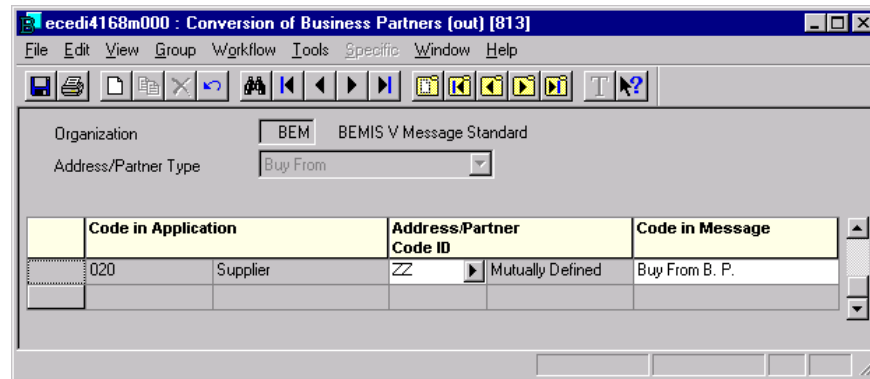 ecedi4168m000 : Conversion of Business Partners (out) [813]
File Edit View Group Workflow Tools Specific Window Help
T ?
Organization BEM BEMIS V Message Standard
Address/Partner Type Buy From
Code in Application Address/Partner Code ID Code in Message
020 Supplier ZZ Mutually Defined Buy From B. P.